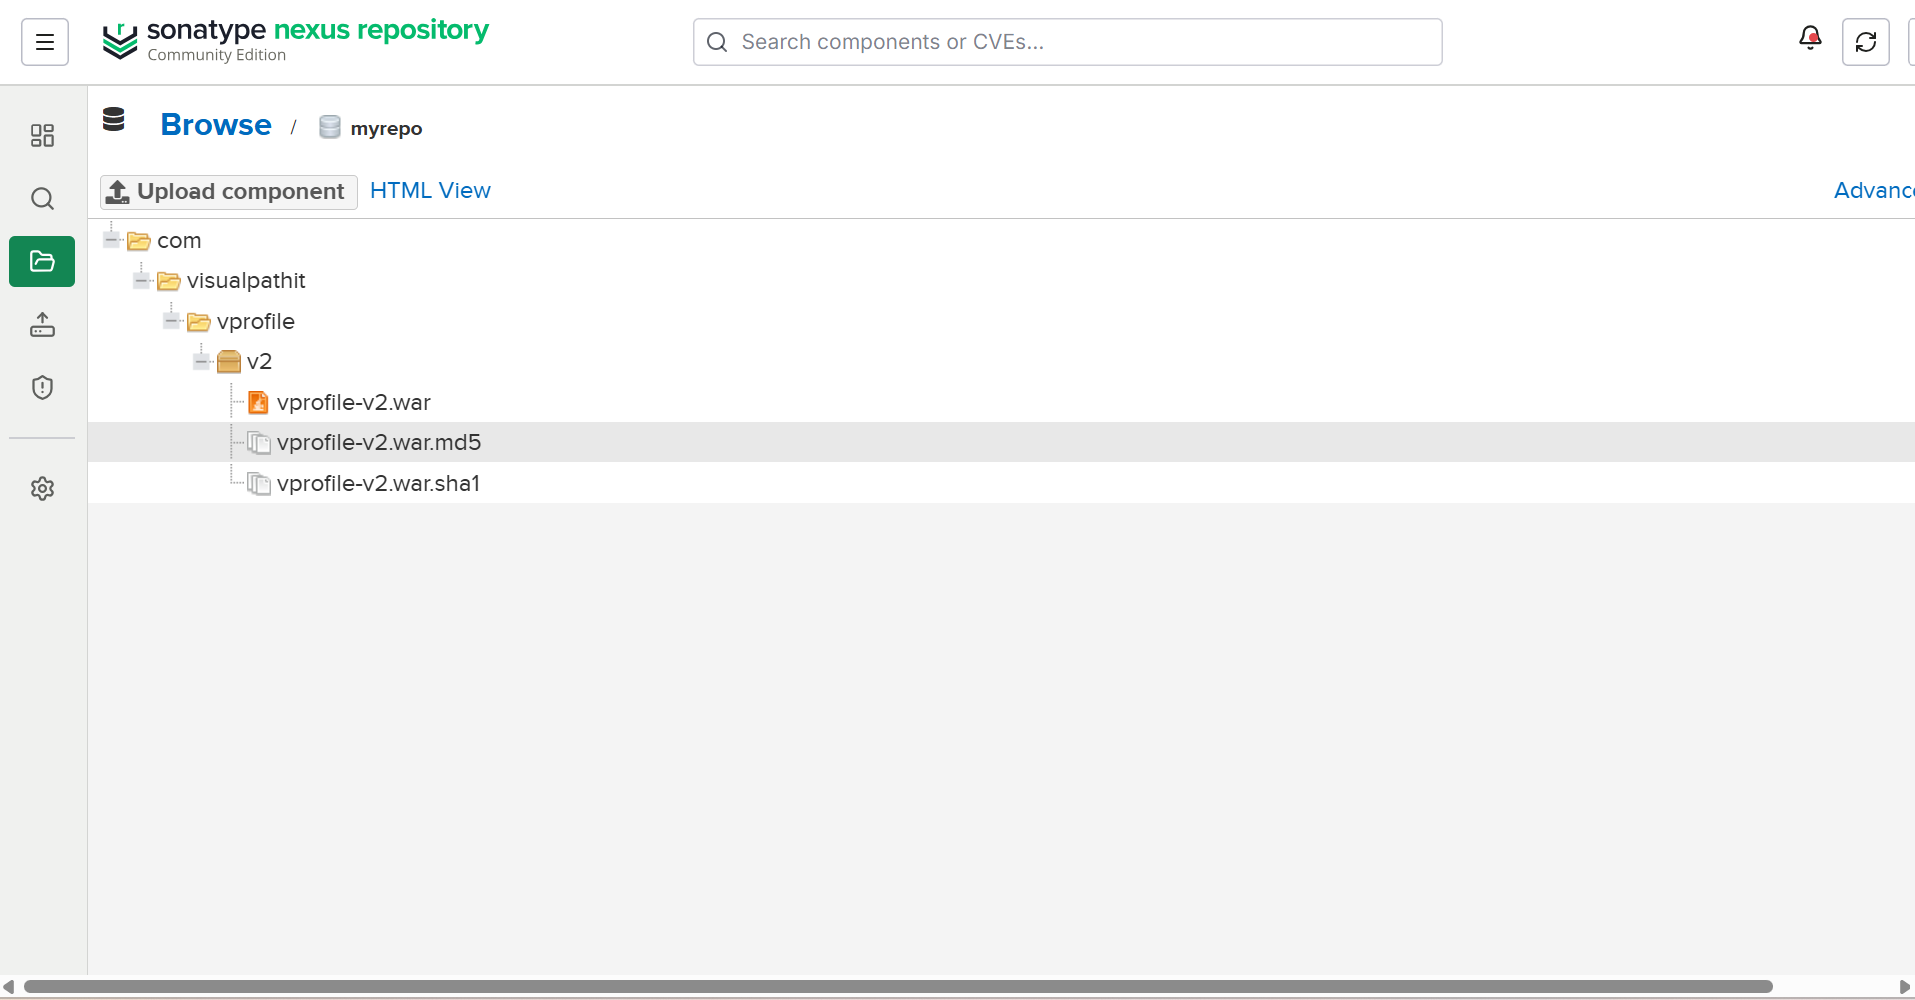 sonatype nexus repository
Community Edition
Search components or CVEs...
Browse / myrepo
Upload component HTML View
Advanc
com
visualpathit
vprofile
v2
vprofile-v2.war
vprofile-v2.war.md5
vprofile-v2.war.sha1